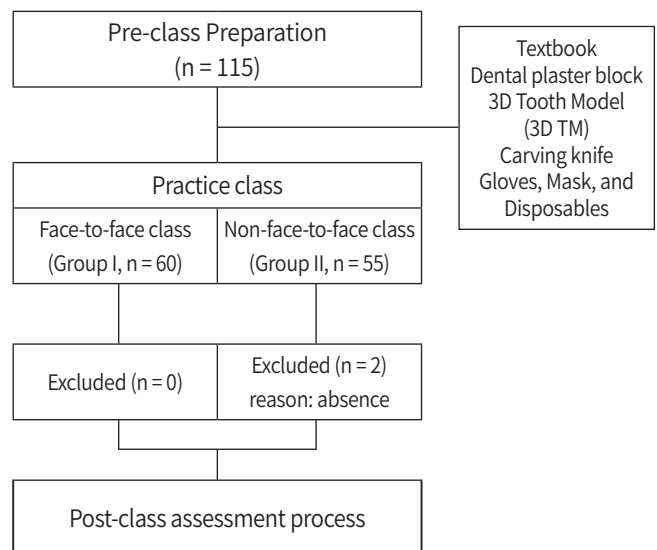 Pre-class Preparation
(n = 115)
Textbook
Dental plaster block
3D Tooth Model
(3D TM)
Carving knife
Gloves, Mask, and
Disposables
Practice class
Face-to-face class
(Group I, n = 60)
Non-face-to-face class
(Group II, n = 55)
Excluded (n = 0)
Excluded (n = 2)
reason: absence
Post-class assessment process